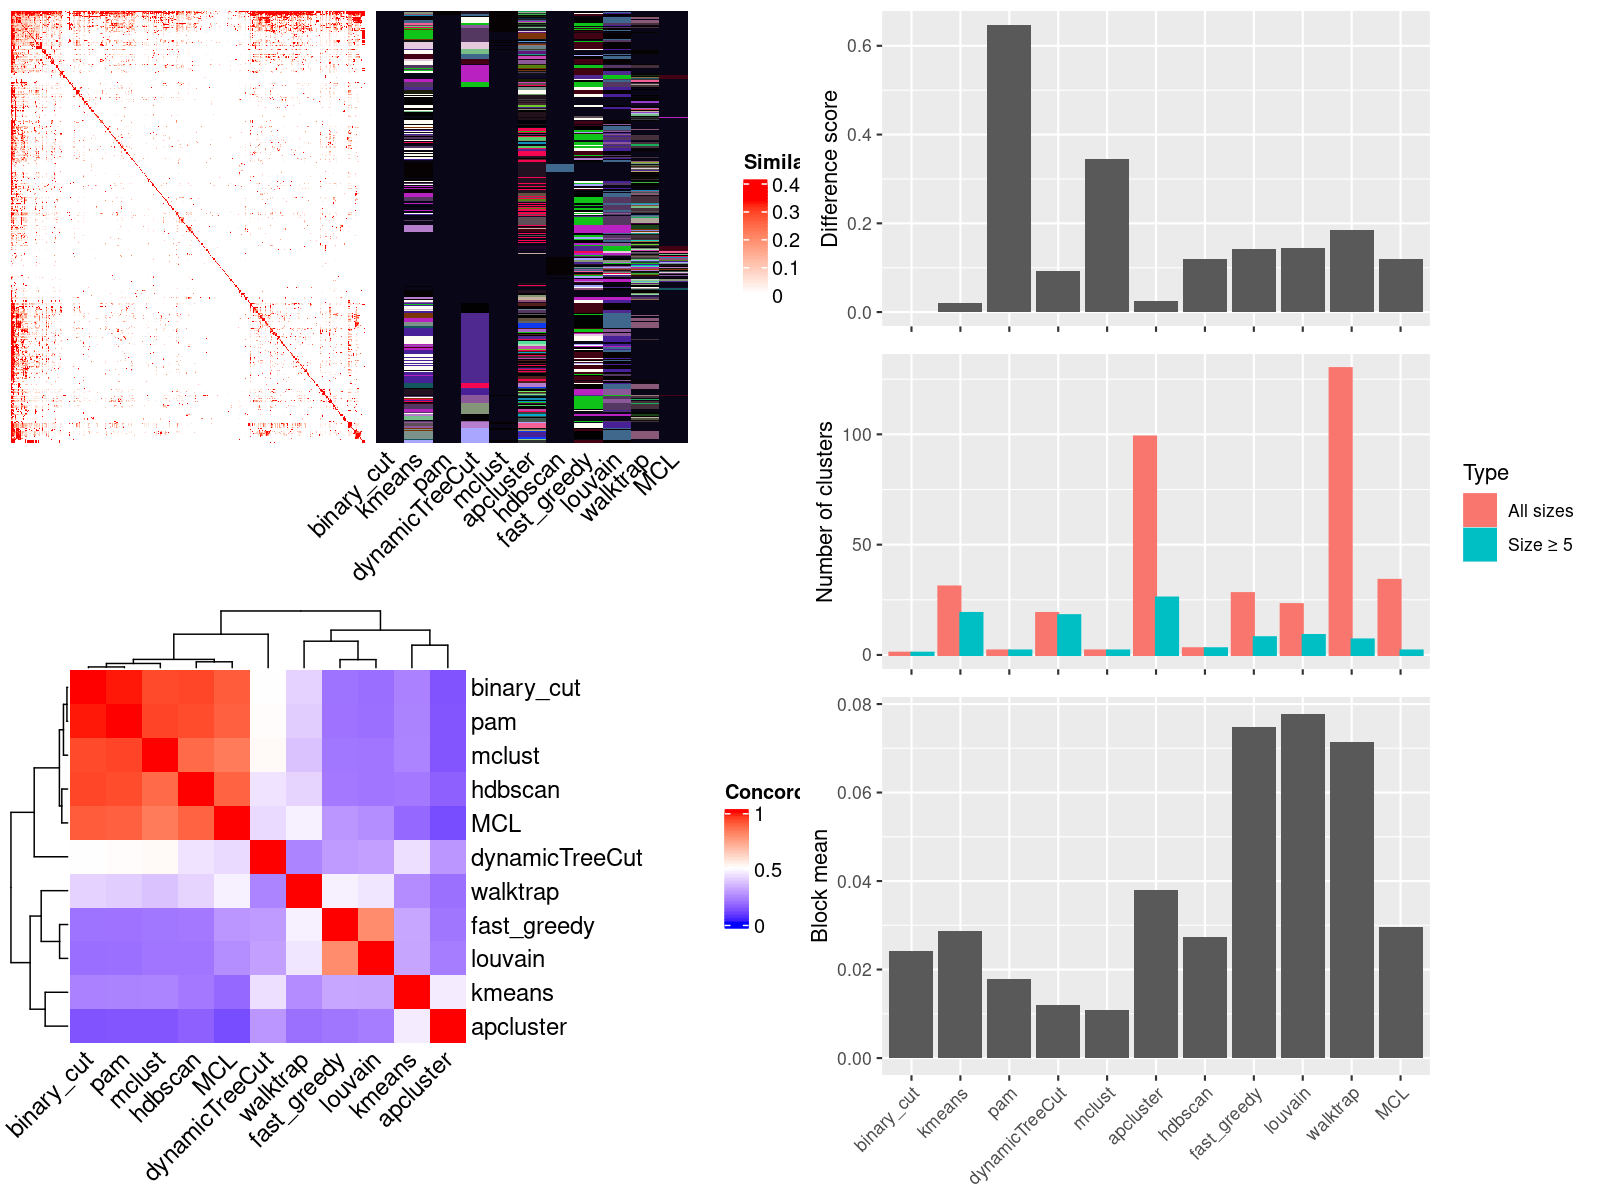 Simila
0.4
0.3
0.2
0.1
0
binary_cut
kmeans
pam
dynamicTreeCut
mclust
apcluster
hdbscan
fast_greedy
louvain
walktrap
MCL
Concord
1
0.5
0
binary_cut
pam
mclust
hdbscan
MCL
dynamicTreeCut
walktrap
fast_greedy
louvain
kmeans
apcluster
binary_cut
pam
mclust
hdbscan
MCL
dynamicTreeCut
walktrap
fast_greedy
louvain
kmeans
apcluster
Difference score
0.6
0.4
0.2
0.0
Number of clusters
100
50
0
Type
All sizes
Size ≥ 5
Block mean
0.08
0.06
0.04
0.02
0.00
binary_cut
kmeans
pam
dynamicTreeCut
mclust
apcluster
hdbscan
fast_greedy
louvain
walktrap
MCL